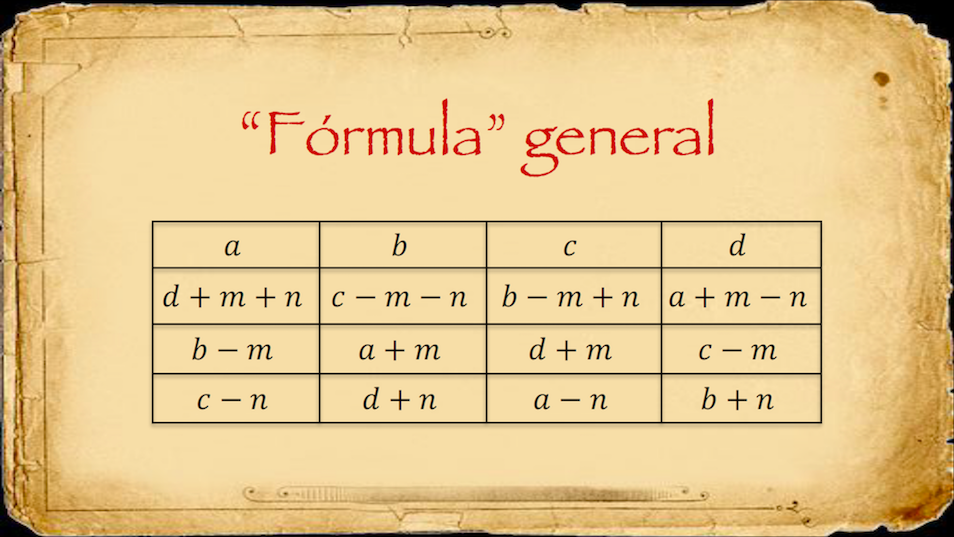 “Fórmula” general
a b c d
d + m + n c − m − n b − m + n a + m − n
b − m a + m d + m c − m
c − n d + n a − n b + n